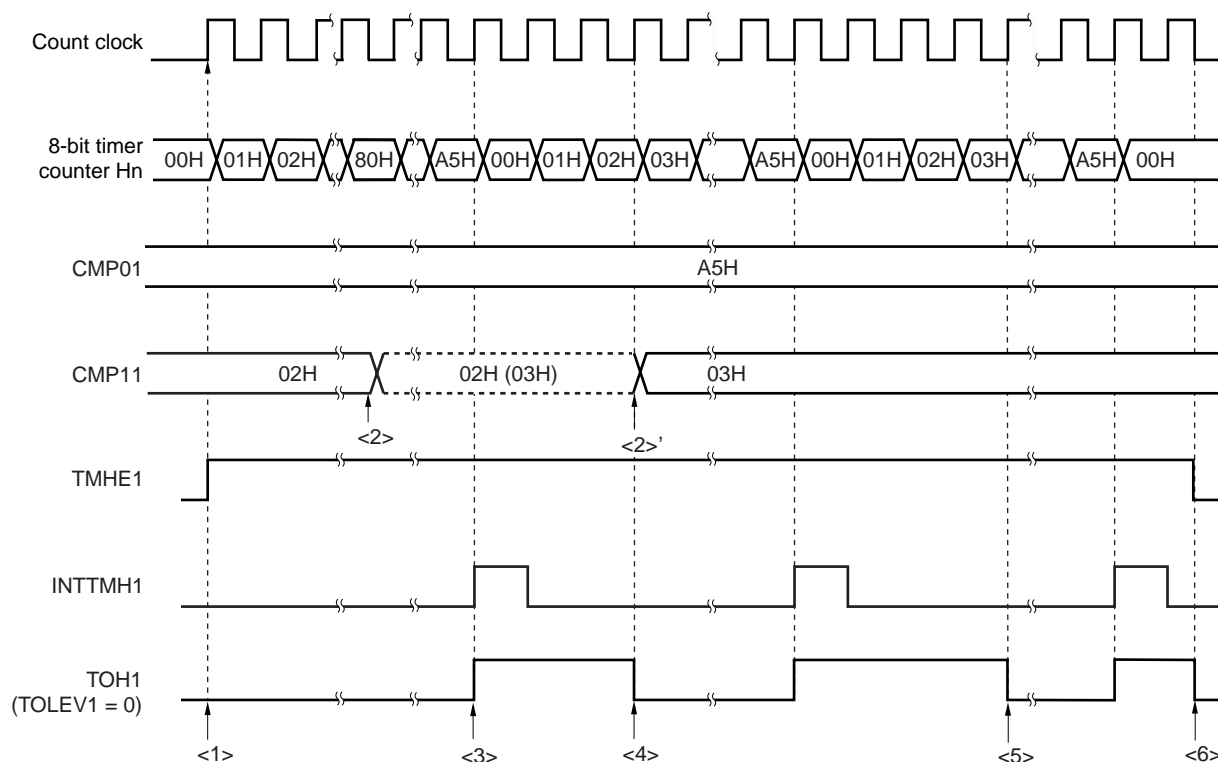 Count clock
8-bit timer
counter Hn
00H 01H 02H 80H A5H 00H 01H 02H 03H A5H 00H 01H 02H 03H A5H 00H
CMP01
A5H
CMP11
02H 02H (03H) 03H
<2> <2>’
TMHE1
INTTMH1
TOH1
(TOLEV1 = 0)
<1> <3> <4> <5> <6>